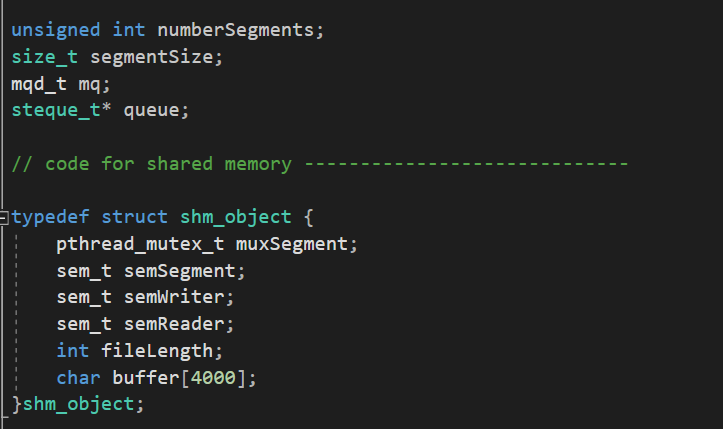 unsigned int numberSegments;
size_t segmentSize;
mqd_t mq;
steque_t* queue;
// code for shared memory -----------------------------
typedef struct shm_object {
pthread_mutex_t muxSegment;
sem_t semSegment;
sem_t semWriter;
sem_t semReader;
int fileLength;
char buffer[4000];
}shm_object;